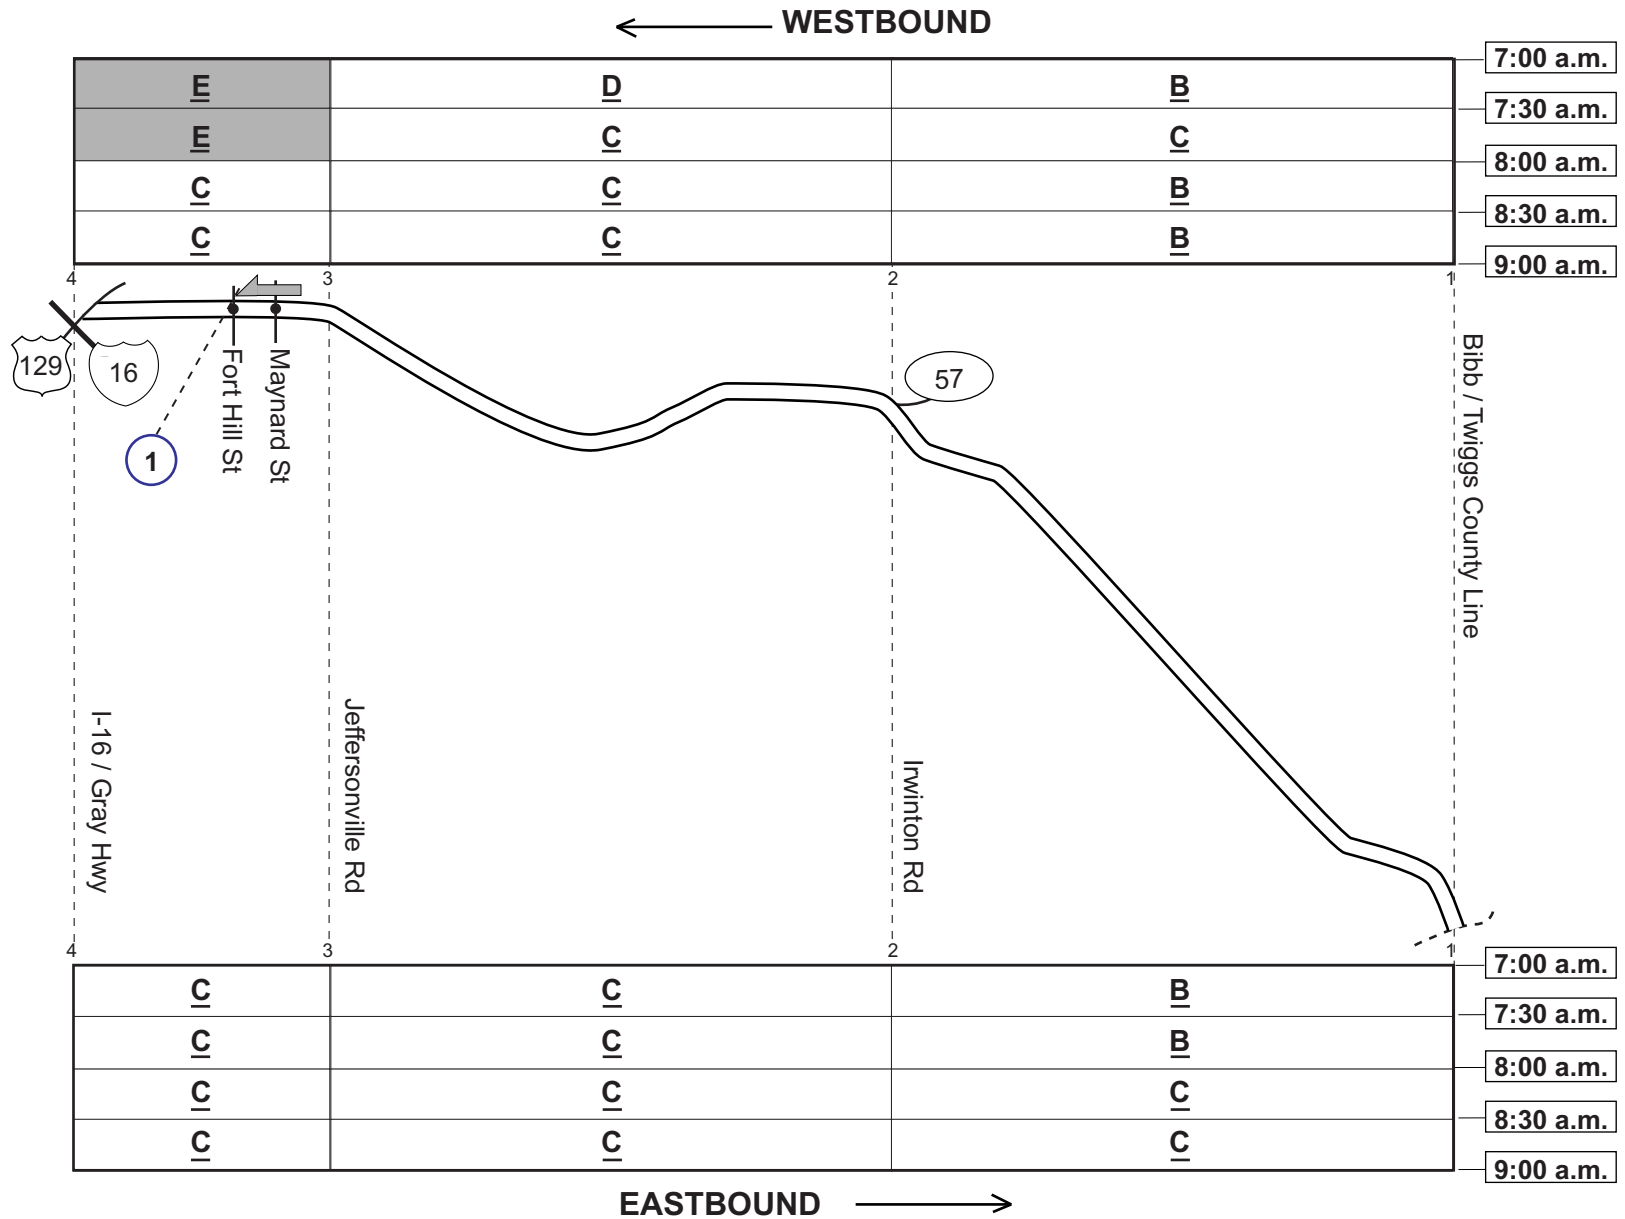 WESTBOUND
7:00 a.m.
E D B
7:30 a.m.
E C C
8:00 a.m.
C C B
8:30 a.m.
C C B
9:00 a.m.
4 3 2 1
129
16
Fort Hill St
Maynard St
57
1
Bibb / Twiggs County Line
I-16 / Gray Hwy
Jeffersonville Rd
Irwinton Rd
4 3 2 1
7:00 a.m.
C C B
7:30 a.m.
C C B
8:00 a.m.
C C C
8:30 a.m.
C C C
9:00 a.m.
EASTBOUND